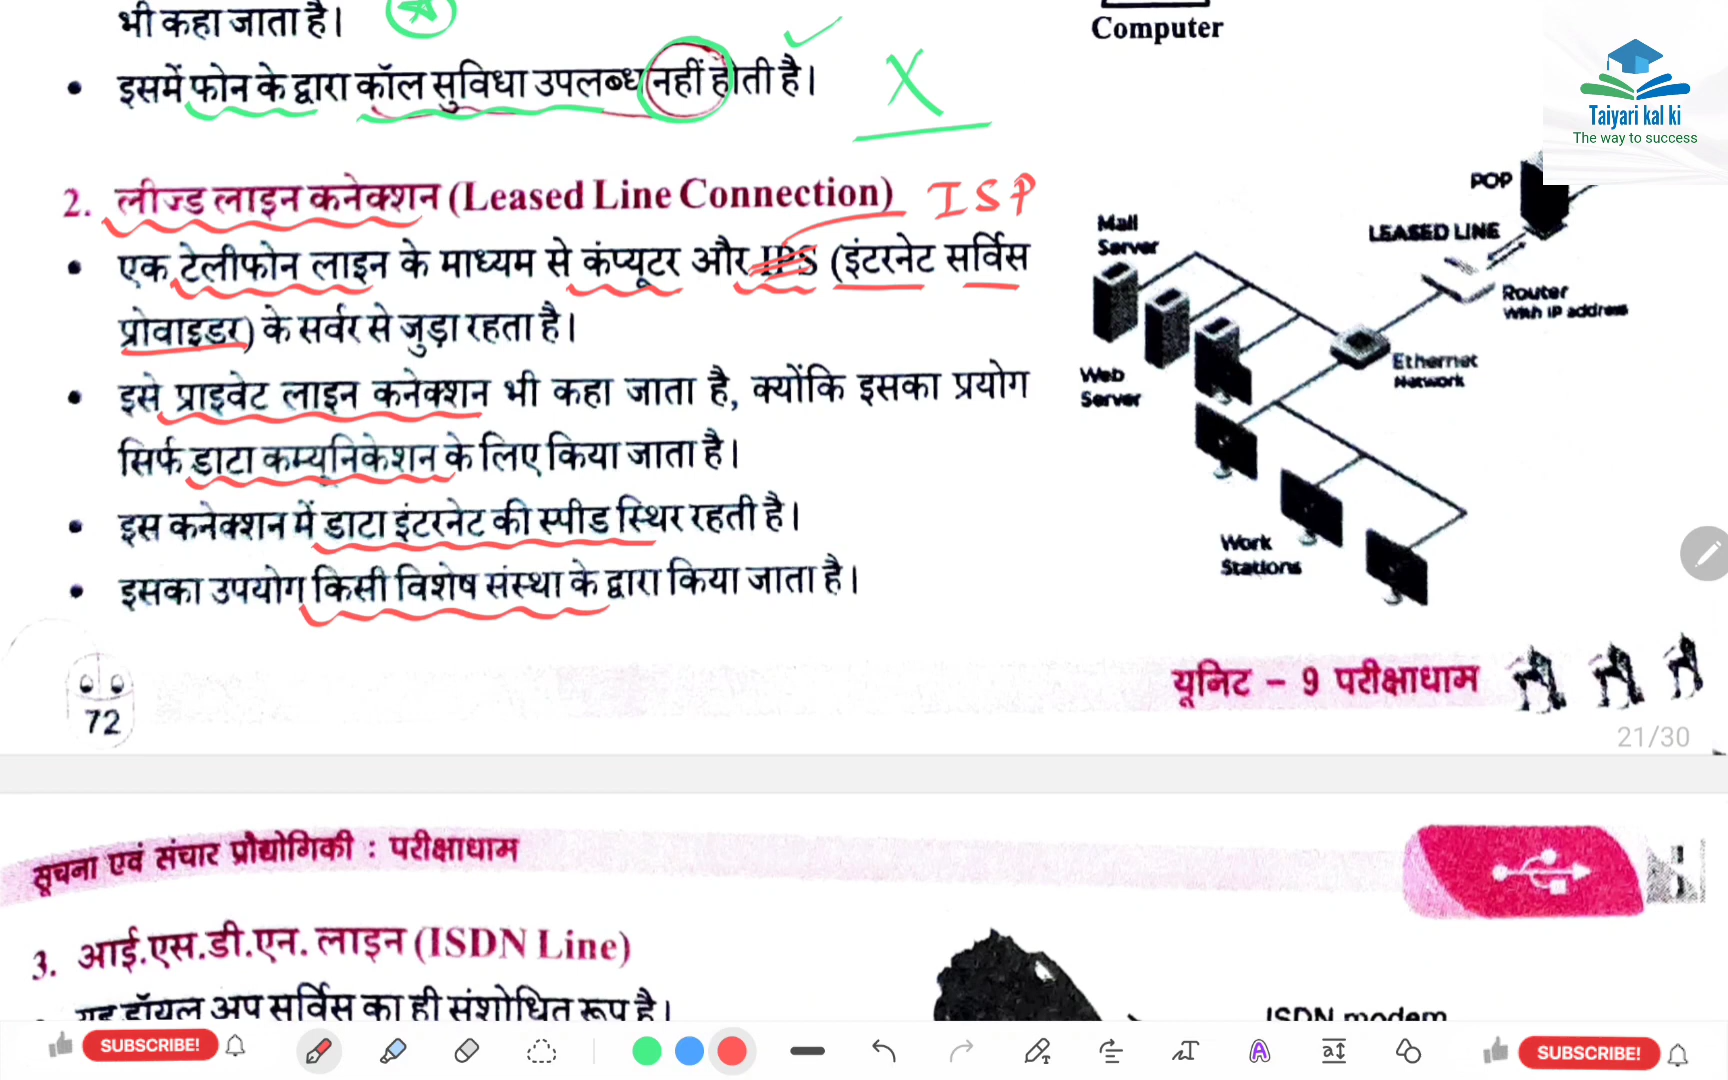 भी कहा जाता है।
Computer
• इसमें फोन के द्वारा कॉल सुविधा उपलब्ध नहीं होती है।
X
Taiyari kal ki
The way to success
2. लीज्ड लाइन कनेक्शन (Leased Line Connection)
ISP
• एक टेलीफोन लाइन के माध्यम से कंप्यूटर और IPS (इंटरनेट सर्विस
प्रोवाइडर) के सर्वर से जुड़ा रहता है।
• इसे प्राइवेट लाइन कनेक्शन भी कहा जाता है, क्योंकि इसका प्रयोग
सिर्फ डाटा कम्यूनिकेशन के लिए किया जाता है।
• इस कनेक्शन में डाटा इंटरनेट की स्पीड स्थिर रहती है।
• इसका उपयोग किसी विशेष संस्था के द्वारा किया जाता है।
POP
LEASED LINE
Mail
Server
Router
With IP address
Ethernet
Network
Web
Server
Work
Stations
72
यूनिट – 9 परीक्षाधाम
21/30
सूचना एवं संचार प्रौद्योगिकी : परीक्षाधाम
3. आई.एस.डी.एन. लाइन (ISDN Line)
यह डॉयल अप सर्विस का ही संशोधित रूप है।
ISDN modem
SUBSCRIBE!
SUBSCRIBE!